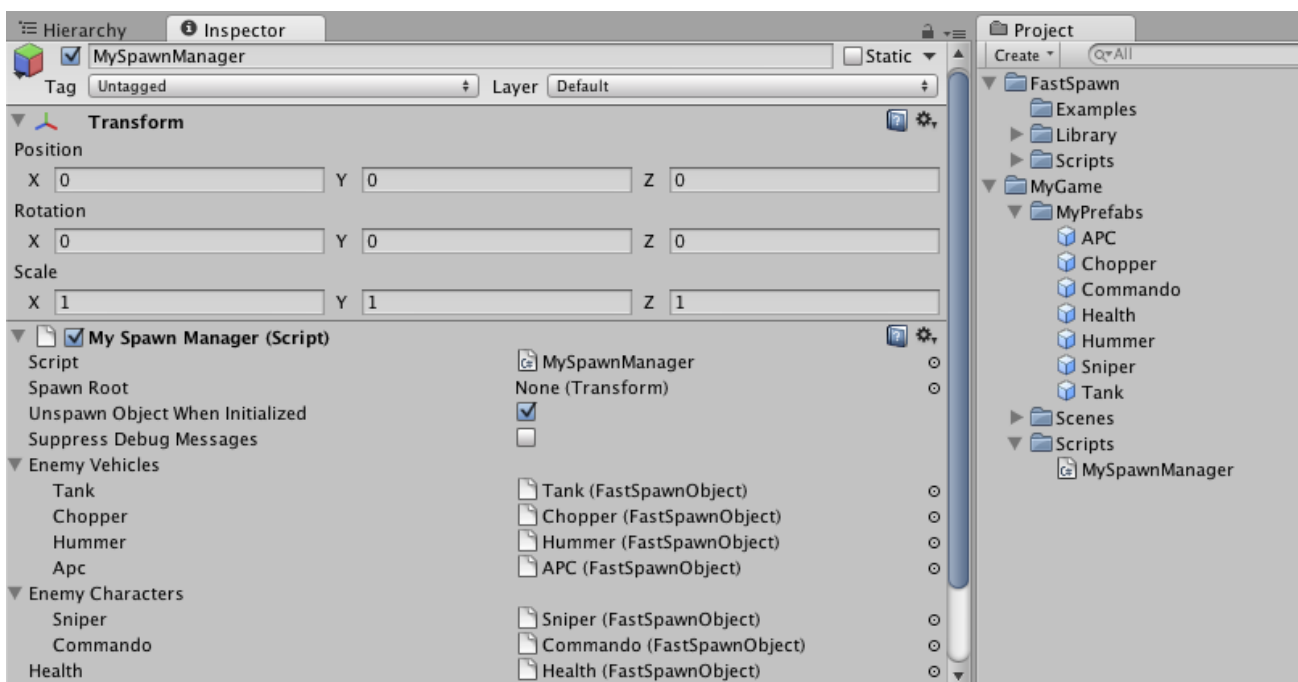 Hierarchy Inspector
MySpawnManager Static
Tag Untagged Layer Default
Transform
Position
X 0 Y 0 Z 0
Rotation
X 0 Y 0 Z 0
Scale
X 1 Y 1 Z 1
My Spawn Manager (Script)
Script MySpawnManager
Spawn Root None (Transform)
Unspawn Object When Initialized
Suppress Debug Messages
Enemy Vehicles
Tank Tank (FastSpawnObject)
Chopper Chopper (FastSpawnObject)
Hummer Hummer (FastSpawnObject)
Apc APC (FastSpawnObject)
Enemy Characters
Sniper Sniper (FastSpawnObject)
Commando Commando (FastSpawnObject)
Health Health (FastSpawnObject)
Project
Create All
FastSpawn
Examples
Library
Scripts
MyGame
MyPrefabs
APC
Chopper
Commando
Health
Hummer
Sniper
Tank
Scenes
Scripts
MySpawnManager